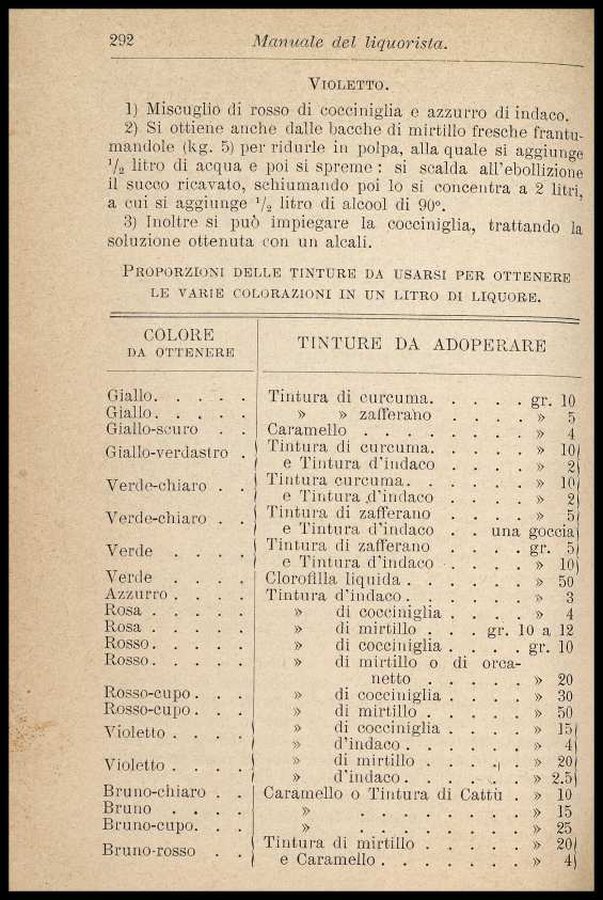 292 Manuale del liquorista.
VIOLETTO.
1) Miscuglio di rosso di cocciniglia e azzurro di indaco.
2) Si ottiene anche dalle bacche di mirtillo fresche frantu-
mandole (kg. 5) per ridurle in polpa, alla quale si aggiunge
1/2 litro di acqua e poi si spreme: si scalda all'ebollizione
il succo ricavato, schiumando poi lo si concentra a 2 litri,
a cui si aggiunge 1/2 litro di alcool di 90°.
3) Inoltre si può impiegare la cocciniglia, trattando la
soluzione ottenuta con un alcali.
PROPORZIONI DELLE TINTURE DA USARSI PER OTTENERE
LE VARIE COLORAZIONI IN UN LITRO DI LIQUORE.
COLORE
DA OTTENERE
TINTURE DA ADOPERARE
Giallo. . . . . Tintura di curcuma. . . . . gr. 10
Giallo. . . . . » » zafferano . . . . » 5
Giallo-scuro . . Caramello . . . . . . . » 4
Giallo-verdastro . Tintura di curcuma. . . . . » 10
e Tintura d'indaco . . . . » 2
Verde-chiaro . . Tintura curcuma. . . . . . » 10
e Tintura d'indaco . . . . » 2
Verde-chiaro . . Tintura di zafferano . . . . » 5
e Tintura d'indaco . . una goccia
Verde . . . . Tintura di zafferano . . . . gr. 5
e Tintura d'indaco . . . . » 10
Verde . . . . Clorofilla liquida . . . . . . » 50
Azzurro . . . . Tintura d'indaco. . . . . . » 3
Rosa . . . . . » di cocciniglia . . . . » 4
Rosa . . . . . » di mirtillo . . . gr. 10 a 12
Rosso. . . . . » di cocciniglia . . . . gr. 10
Rosso. . . . . » di mirtillo o di orca-
netto . . . . . » 20
Rosso-cupo . . . » di cocciniglia . . . . » 30
Rosso-cupo . . . » di mirtillo . . . . . » 50
Violetto . . . . » di cocciniglia . . . . » 15
» d'indaco . . . . . » 4
Violetto . . . . » di mirtillo . . . . » 20
» d'indaco. . . . . » 2.5
Bruno-chiaro . . Caramello o Tintura di Cattù . » 10
Bruno . . . . » . . . . . . . » 15
Bruno-cupo. . . » . . . . . . . » 25
Bruno-rosso . . Tintura di mirtillo . . . . . » 20
e Caramello . . . . . . . » 4